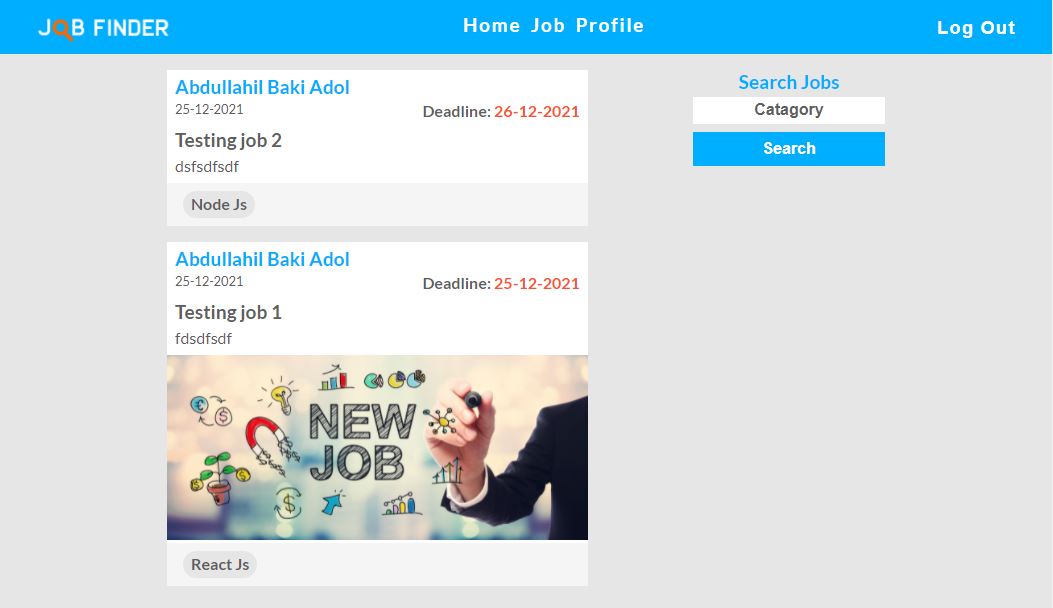 JOB FINDER
Home Job Profile
Log Out
Abdullahil Baki Adol
25-12-2021
Deadline: 26-12-2021
Testing job 2
dsfsdfsdf
Node Js
Abdullahil Baki Adol
25-12-2021
Deadline: 25-12-2021
Testing job 1
fdsdfsdf
NEW
JOB
React Js
Search Jobs
Catagory
Search